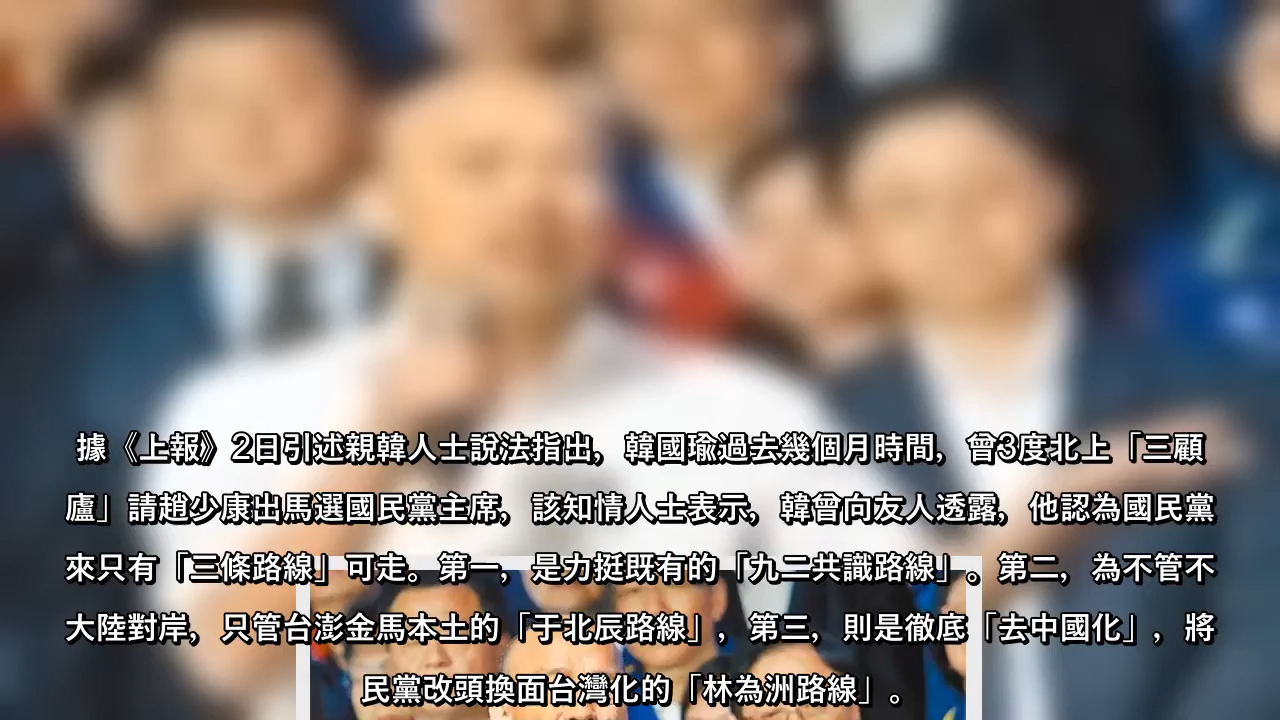 據《上報》2日引述親韓人士說法指出，韓國瑜過去幾個月時間，曾3度北上「三顧
廬」請趙少康出馬選國民黨主席，該知情人士表示，韓曾向友人透露，他認為國民黨
來只有「三條路線」可走。第一，是力挺既有的「九二共識路線」。第二，為不管不
大陸對岸，只管台澎金馬本土的「于北辰路線」，第三，則是徹底「去中國化」，將
民黨改頭換面台灣化的「林為洲路線」。